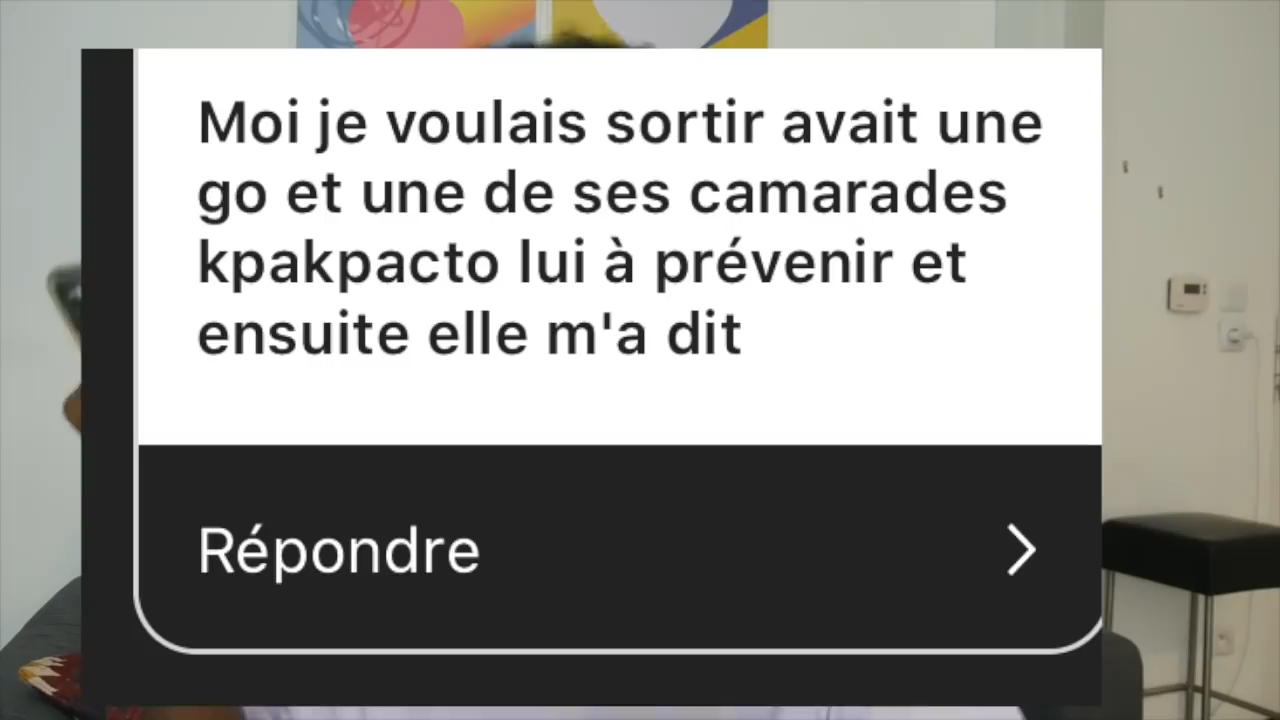 Moi je voulais sortir avait une
go et une de ses camarades
kpakpacto lui à prévenir et
ensuite elle m'a dit
Répondre